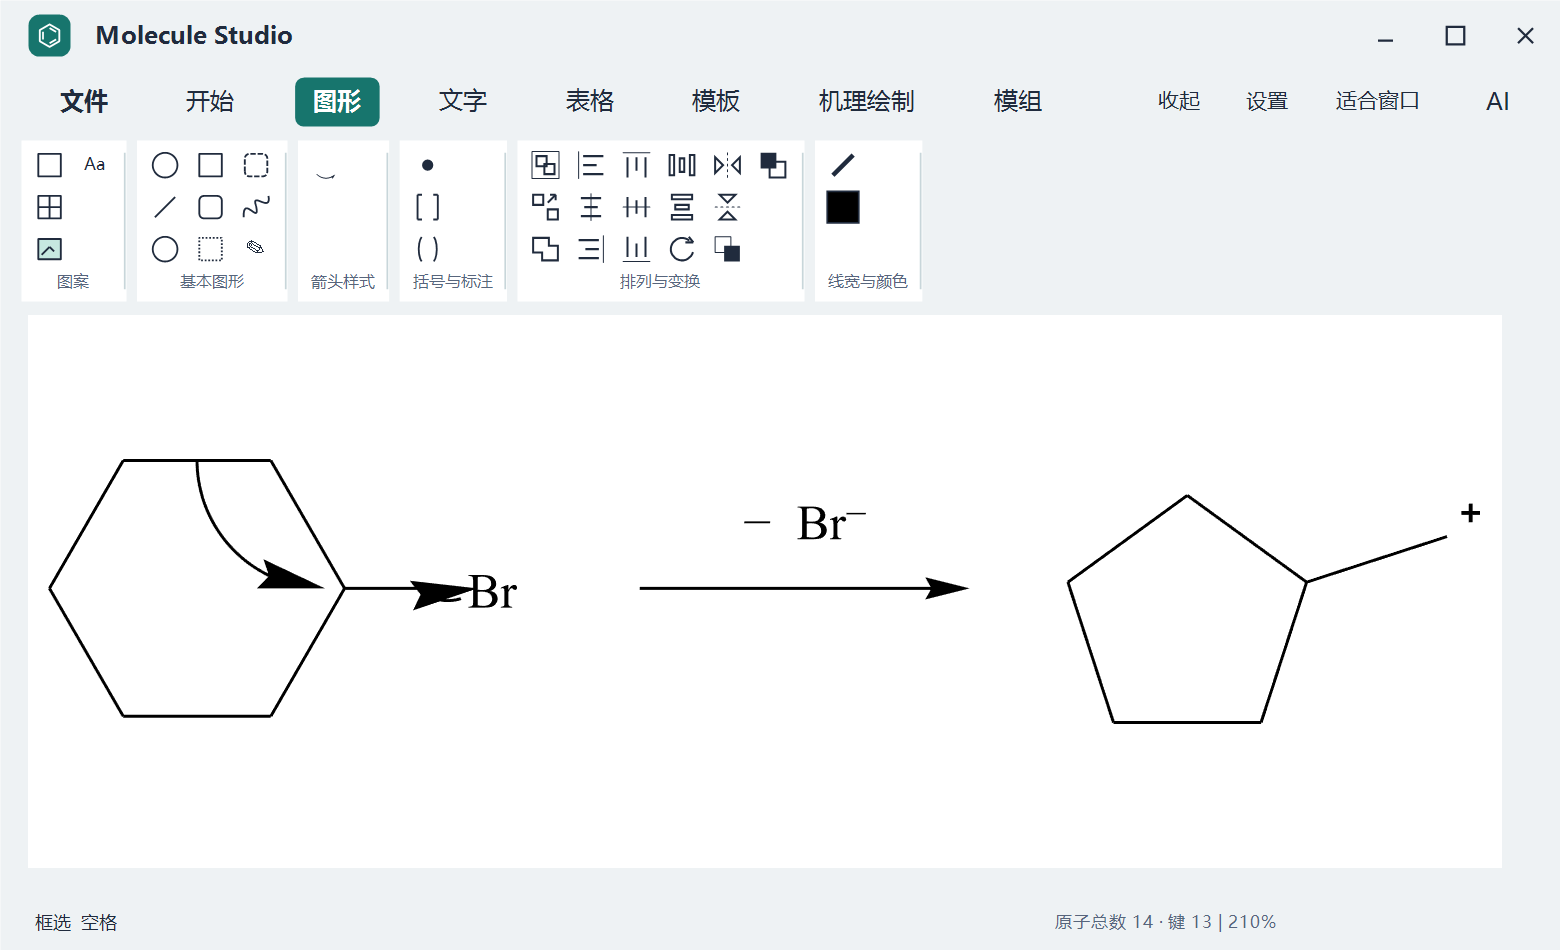 Molecule Studio
文件 开始 图形 文字 表格 模板 机理绘制 模组 收起 设置 适合窗口 AI
Aa
图案 基本图形 箭头样式 括号与标注 排列与变换 线宽与颜色
− Br−
+
Br
框选 空格 原子总数 14 · 键 13 | 210%